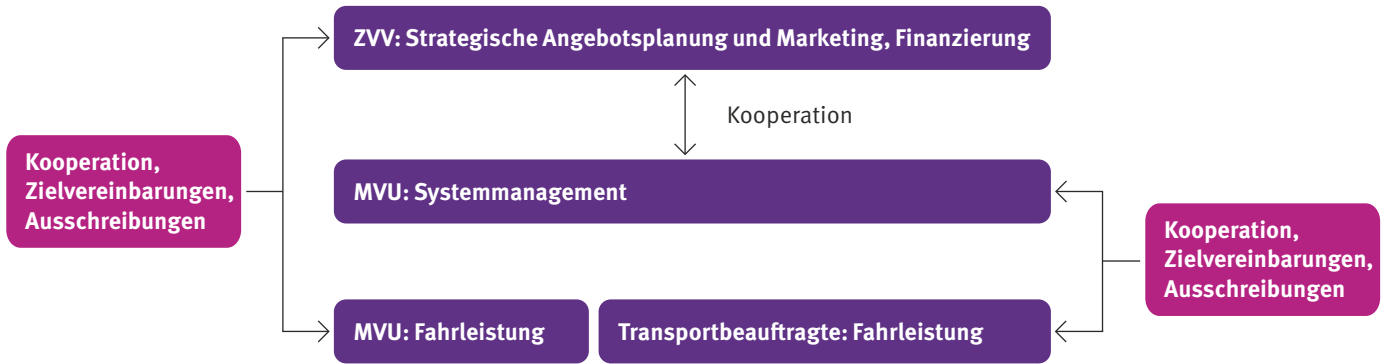 ZVV: Strategische Angebotsplanung und Marketing, Finanzierung
Kooperation
Kooperation,
Zielvereinbarungen,
Ausschreibungen
MVU: Systemmanagement
Kooperation,
Zielvereinbarungen,
Ausschreibungen
MVU: Fahrleistung
Transportbeauftragte: Fahrleistung